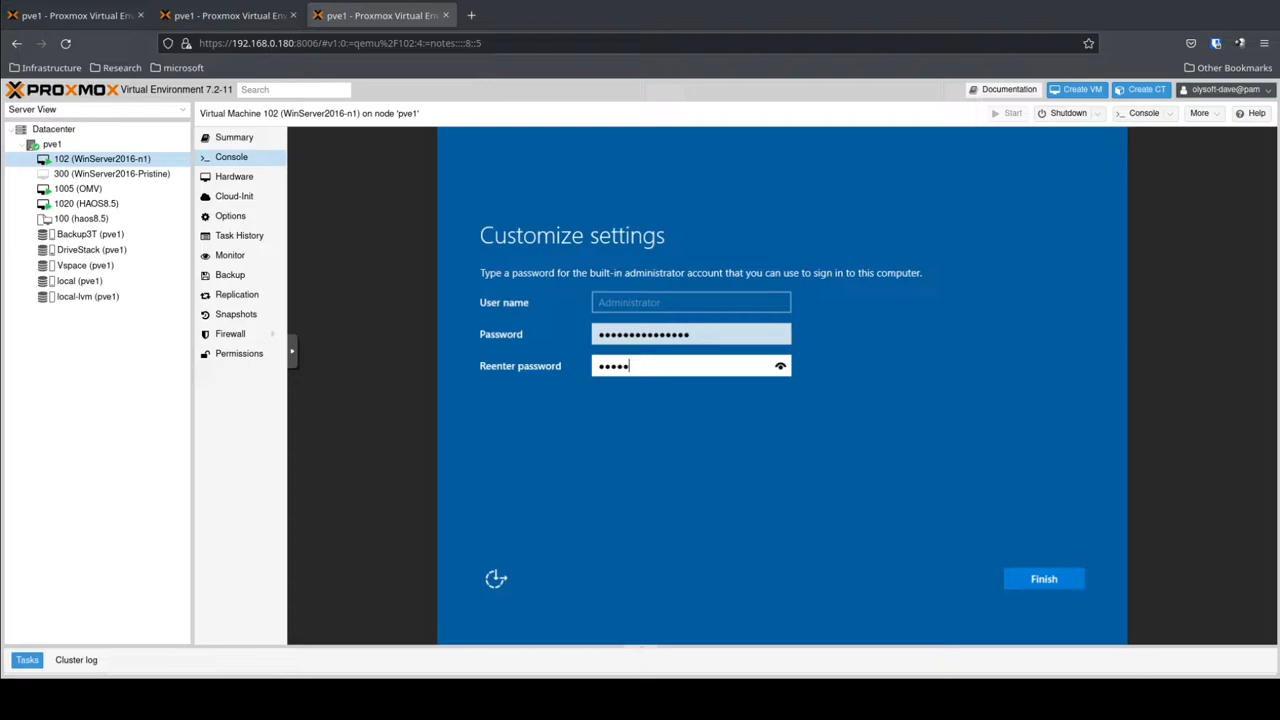 pve1 - Proxmox Virtual En
pve1 - Proxmox Virtual En
pve1 - Proxmox Virtual En
https://192.168.0.180:8006/#v1:0:=qemu%2F102:4:=notes::::8::5
Infrastructure
Research
microsoft
Other Bookmarks
PROXMOX Virtual Environment 7.2-11
Search
Documentation
Create VM
Create CT
olysoft-dave@pam
Server View
Virtual Machine 102 (WinServer2016-n1) on node 'pve1'
Start
Shutdown
Console
More
Help
Datacenter
pve1
102 (WinServer2016-n1)
300 (WinServer2016-Pristine)
1005 (OMV)
1020 (HAOS8.5)
100 (haos8.5)
Backup3T (pve1)
DriveStack (pve1)
Vspace (pve1)
local (pve1)
local-lvm (pve1)
Summary
Console
Hardware
Cloud-Init
Options
Task History
Monitor
Backup
Replication
Snapshots
Firewall
Permissions
Customize settings
Type a password for the built-in administrator account that you can use to sign in to this computer.
User name
Administrator
Password
•••••••••••••••
Reenter password
•••••
Finish
Tasks
Cluster log